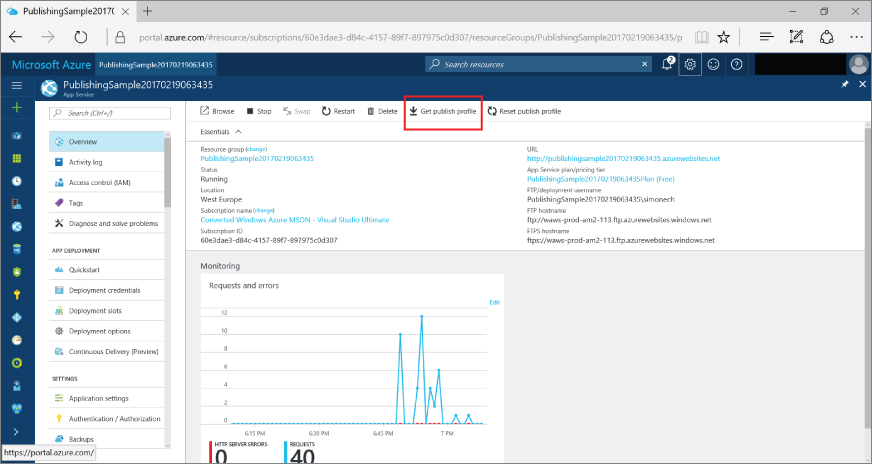 PublishingSample2017
portal.azure.com/#resource/subscriptions/60e3dae3-d84c-4157-89f7-897975c0d307/resourceGroups/PublishingSample20170219063435/p
Microsoft Azure PublishingSample20170219063435 Search resources 2
PublishingSample20170219063435
App Service
Search (Ctrl+/)
Browse Stop Swap Restart Delete Get publish profile Reset publish profile
Overview
Activity log
Access control (IAM)
Tags
Diagnose and solve problems
APP DEPLOYMENT
Quickstart
Deployment credentials
Deployment slots
Deployment options
Continuous Delivery (Preview)
SETTINGS
Application settings
Authentication / Authorization
Backups
https://portal.azure.com/
Essentials
Resource group (change)
PublishingSample20170219063435
Status
Running
Location
West Europe
Subscription name (change)
Converted Windows Azure MSDN - Visual Studio Ultimate
Subscription ID
60e3dae3-d84c-4157-89f7-897975c0d307
URL
http://publishingsample20170219063435.azurewebsites.net
App Service plan/pricing tier
PublishingSample20170219063435Plan (Free)
FTP/deployment username
PublishingSample20170219063435\simonech
FTP hostname
ftp://waws-prod-am2-113.ftp.azurewebsites.windows.net
FTPS hostname
ftps://waws-prod-am2-113.ftp.azurewebsites.windows.net
Monitoring
Requests and errors
Edit
12
10
8
6
4
2
0
6:15 PM 6:30 PM 6:45 PM 7 PM
HTTP SERVER ERRORS REQUESTS
0 40